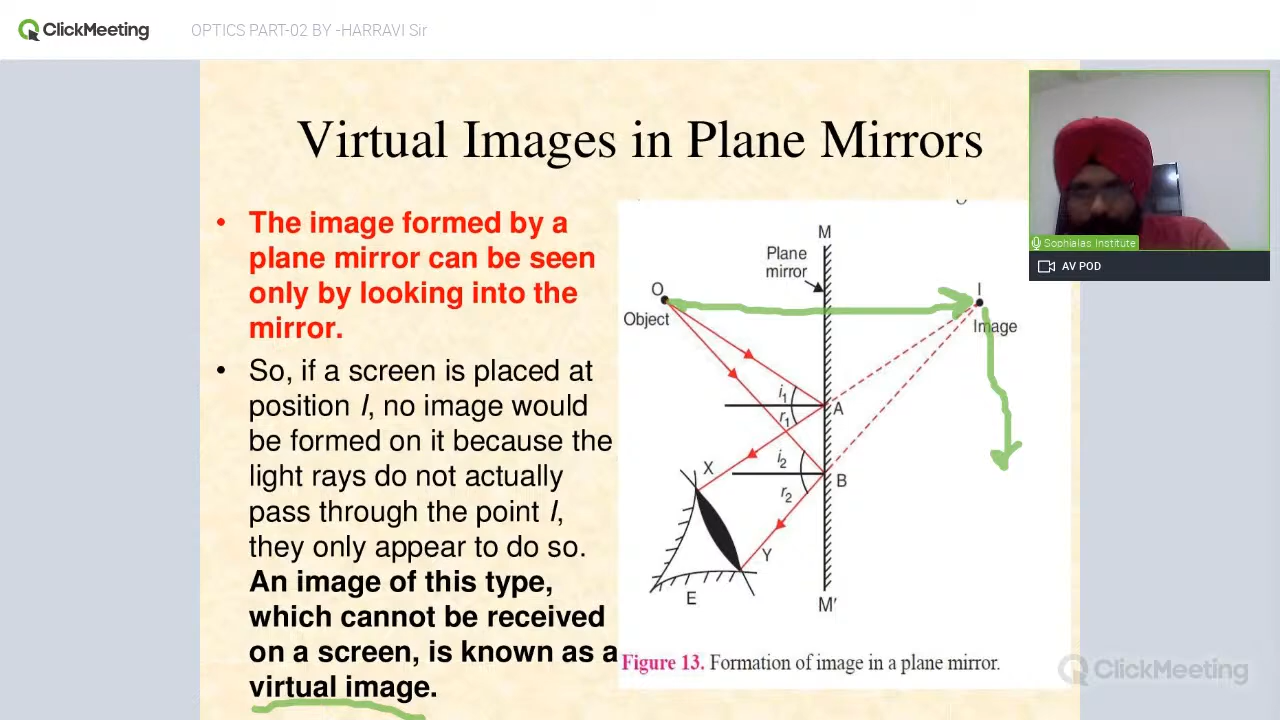 ClickMeeting
OPTICS PART-02 BY -HARRAVI Sir
Virtual Images in Plane Mirrors
• The image formed by a
plane mirror can be seen
only by looking into the
mirror.
• So, if a screen is placed at
position I, no image would
be formed on it because the
light rays do not actually
pass through the point I,
they only appear to do so.
An image of this type,
which cannot be received
on a screen, is known as a
virtual image.
M
Plane
mirror
O
Object
I
Image
i1
r1
A
X
i2
B
r2
Y
E
M′
Figure 13. Formation of image in a plane mirror.
Sophialas Institute
AV POD
ClickMeeting